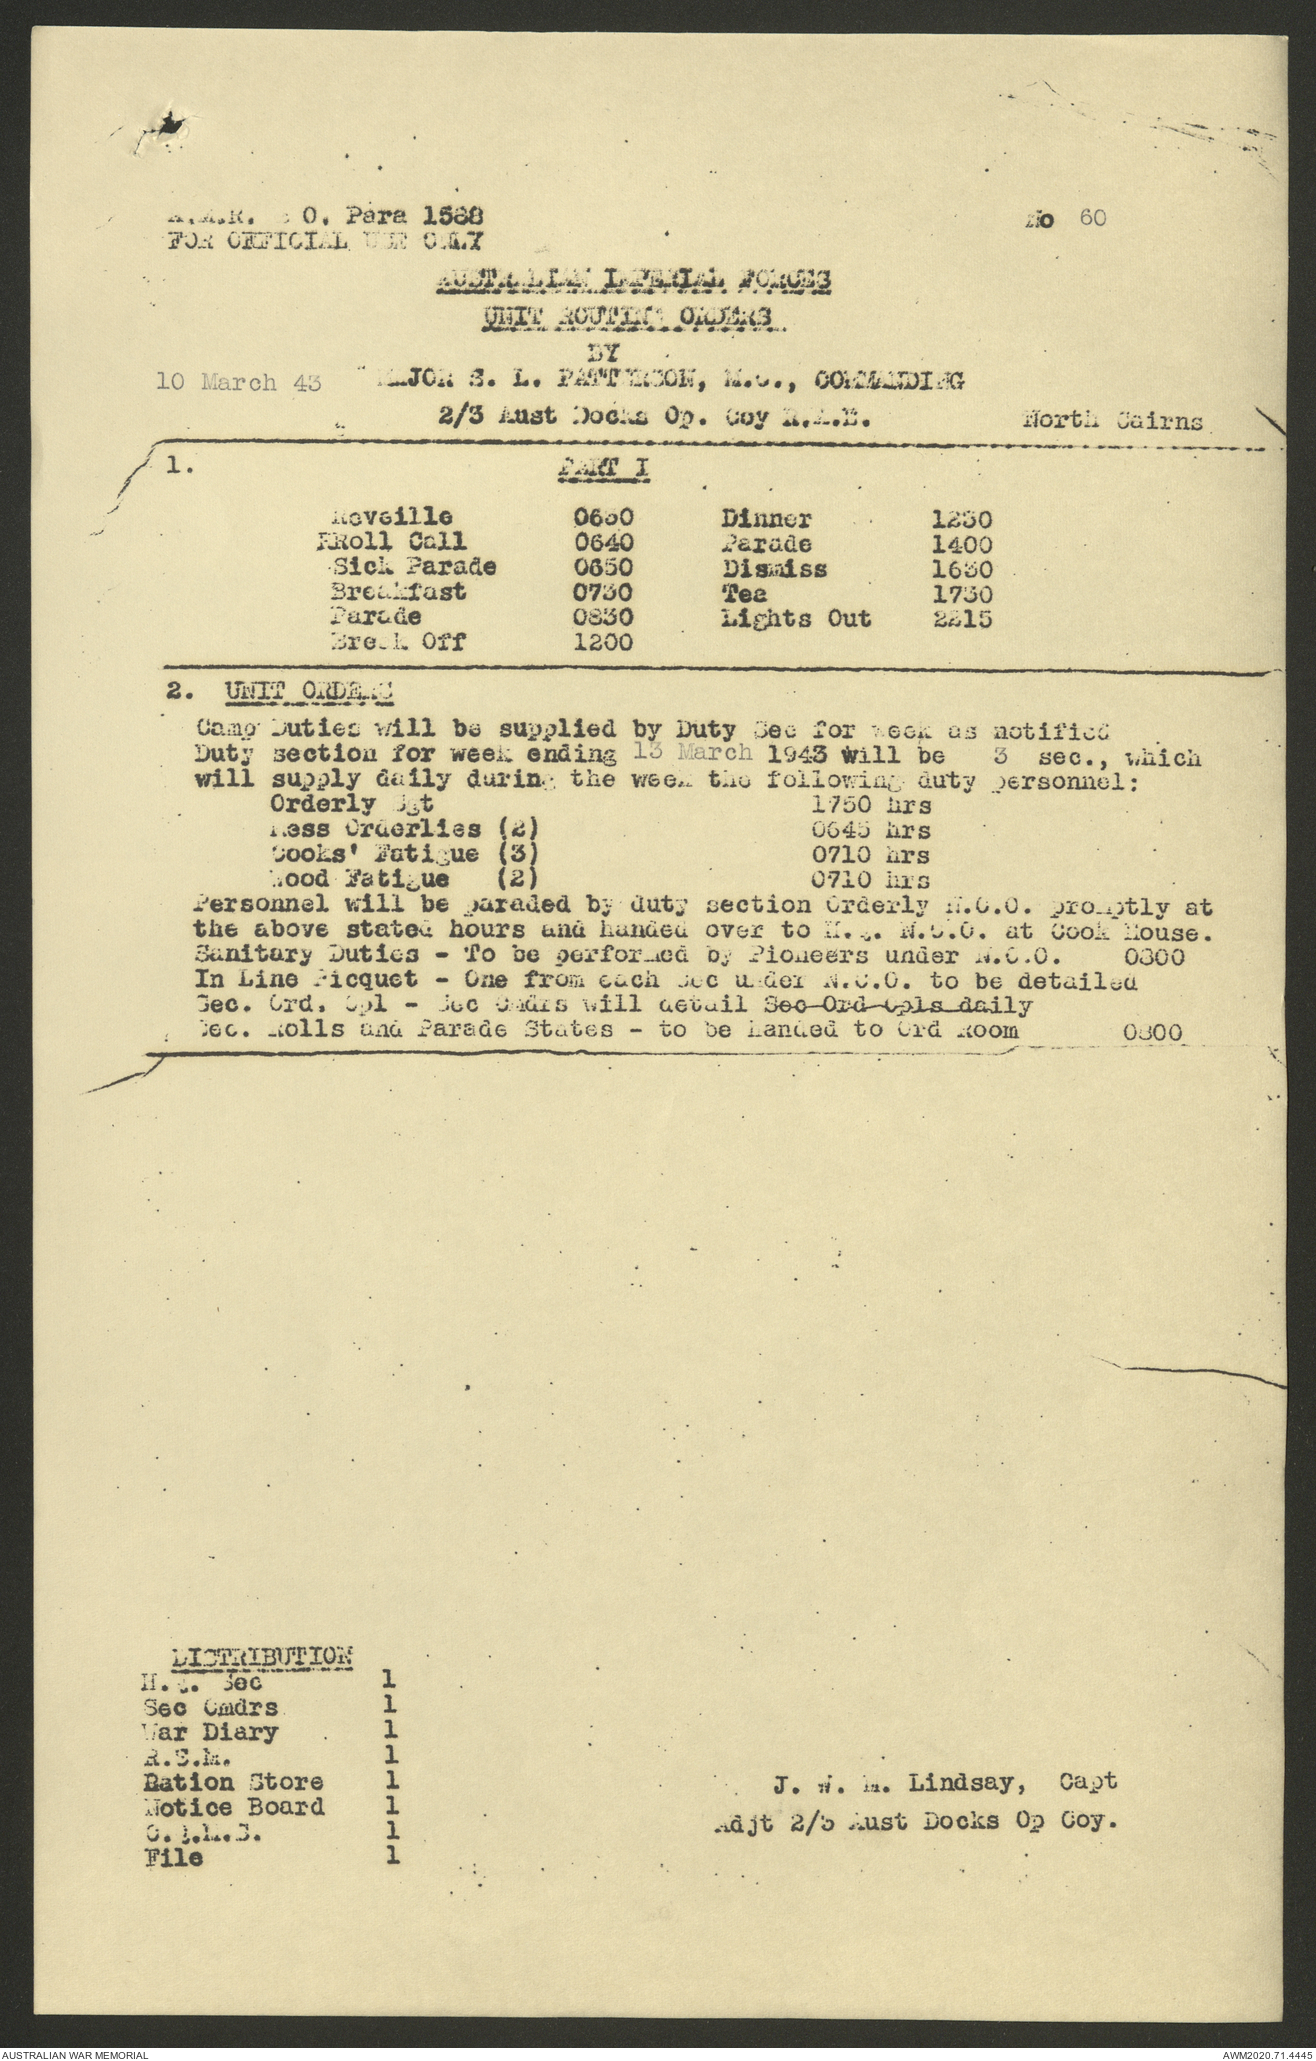 A.M.R. & O. Para 1588 No 60
FOR OFFICIAL USE ONLY
AUSTRALIAN IMPERIAL FORCES
UNIT ROUTINE ORDERS
BY
10 March 43 MAJOR S. L. PATTERSON, M.C., COMMANDING
2/3 Aust Docks Op. Coy R.A.E. North Cairns
1. PART I
Reveille 0630 Dinner 1230
RRoll Call 0640 Parade 1400
Sick Parade 0650 Dismiss 1630
Breakfast 0730 Tea 1730
Parade 0830 Lights Out 2215
Break Off 1200
2. UNIT ORDERS
Camp Duties will be supplied by Duty Sec for week as notified
Duty section for week ending 13 March 1943 will be 3 sec., which
will supply daily during the week the following duty personnel:
Orderly Sgt 1750 hrs
Mess Orderlies (2) 0645 hrs
Cooks' Fatigue (3) 0710 hrs
Wood Fatigue (2) 0710 hrs
Personnel will be paraded by duty section Orderly N.C.O. promptly at
the above stated hours and handed over to H.Q. N.C.O. at Cook House.
Sanitary Duties - To be performed by Pioneers under N.C.O. 0800
In Line Picquet - One from each Sec under N.C.O. to be detailed
Sec. Ord. Cpl - Sec Cmdrs will detail Sec Ord Cpls daily
Sec. Rolls and Parade States - to be handed to Ord Room 0800
DISTRIBUTION
H.Q. Sec 1
Sec Cmdrs 1
War Diary 1
R.S.M. 1
Ration Store 1
Notice Board 1
C.Q.M.S. 1
File 1
J. W. M. Lindsay, Capt
Adjt 2/3 Aust Docks Op Coy.
AUSTRALIAN WAR MEMORIAL AWM2020.71.4445